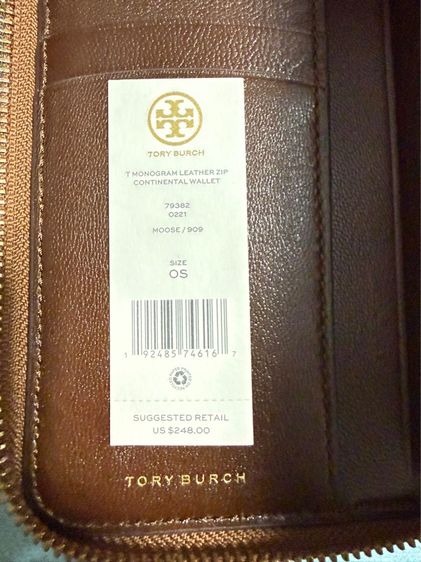 TORY BURCH
T MONOGRAM LEATHER ZIP
CONTINENTAL WALLET
79382
0221
MOOSE / 909
SIZE
OS
1 92485 74616 7
SUGGESTED RETAIL
US $248.00
TORY BURCH